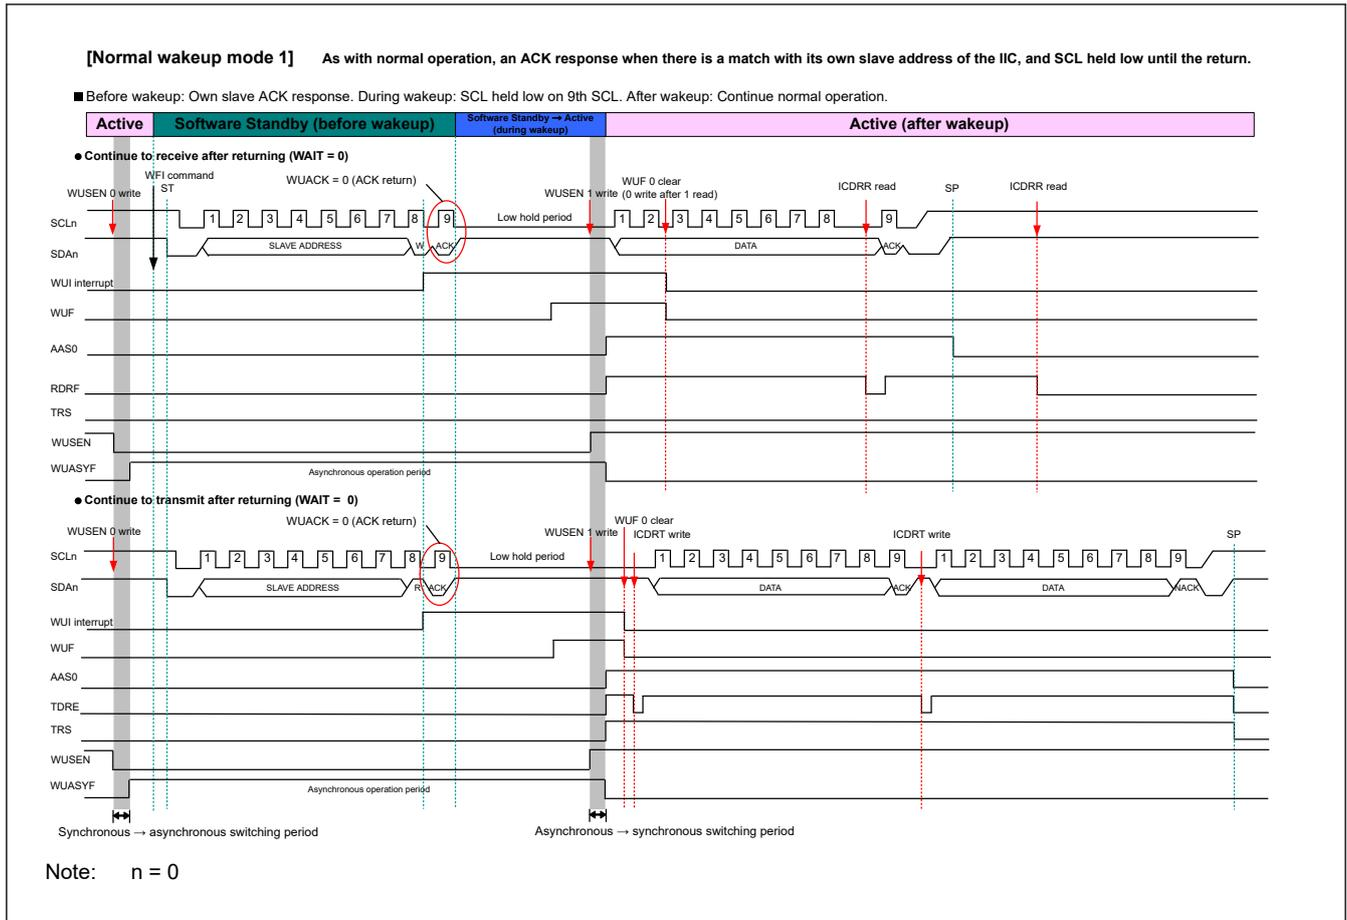 [Normal wakeup mode 1] As with normal operation, an ACK response when there is a match with its own slave address of the IIC, and SCL held low until the return.
■ Before wakeup: Own slave ACK response. During wakeup: SCL held low on 9th SCL. After wakeup: Continue normal operation.
Active
Software Standby (before wakeup)
Software Standby → Active
(during wakeup)
Active (after wakeup)
● Continue to receive after returning (WAIT = 0)
WFI command
WUSEN 0 write
ST
WUACK = 0 (ACK return)
WUSEN 1 write
WUF 0 clear
(0 write after 1 read)
ICDRR read
SP
ICDRR read
SCLn
1 2 3 4 5 6 7 8 9
Low hold period
1 2 3 4 5 6 7 8 9
SDAn
SLAVE ADDRESS
W
ACK
DATA
ACK
WUI interrupt
WUF
AAS0
RDRF
TRS
WUSEN
WUASYF
Asynchronous operation period
● Continue to transmit after returning (WAIT = 0)
WUSEN 0 write
WUACK = 0 (ACK return)
WUSEN 1 write
WUF 0 clear
ICDRT write
ICDRT write
SP
SCLn
1 2 3 4 5 6 7 8 9
Low hold period
1 2 3 4 5 6 7 8 9
1 2 3 4 5 6 7 8 9
SDAn
SLAVE ADDRESS
R
ACK
DATA
ACK
DATA
NACK
WUI interrupt
WUF
AAS0
TDRE
TRS
WUSEN
WUASYF
Asynchronous operation period
Synchronous → asynchronous switching period
Asynchronous → synchronous switching period
Note: n = 0